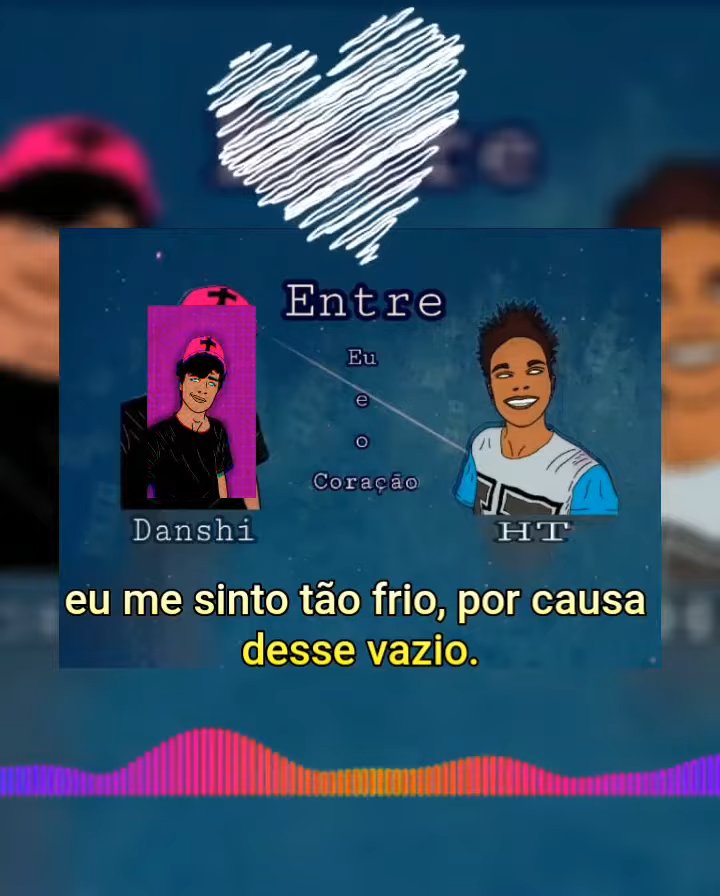 Entre
Eu
e
o
Coração
Danshi
HT
eu me sinto tão frio, por causa
desse vazio.